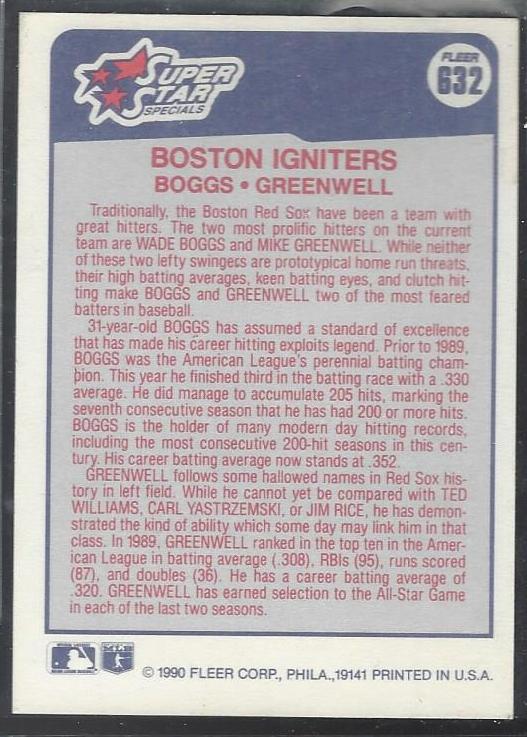 SUPER
STAR
SPECIALS
FLEER
632
BOSTON IGNITERS
BOGGS • GREENWELL
Traditionally, the Boston Red Sox have been a team with
great hitters. The two most prolific hitters on the current
team are WADE BOGGS and MIKE GREENWELL. While neither
of these two lefty swingers are prototypical home run threats,
their high batting averages, keen batting eyes, and clutch hit-
ting make BOGGS and GREENWELL two of the most feared
batters in baseball.
31-year-old BOGGS has assumed a standard of excellence
that has made his career hitting exploits legend. Prior to 1989,
BOGGS was the American League's perennial batting cham-
pion. This year he finished third in the batting race with a .330
average. He did manage to accumulate 205 hits, marking the
seventh consecutive season that he has had 200 or more hits.
BOGGS is the holder of many modern day hitting records,
including the most consecutive 200-hit seasons in this cen-
tury. His career batting average now stands at .352.
GREENWELL follows some hallowed names in Red Sox his-
tory in left field. While he cannot yet be compared with TED
WILLIAMS, CARL YASTRZEMSKI, or JIM RICE, he has demon-
strated the kind of ability which some day may link him in that
class. In 1989, GREENWELL ranked in the top ten in the Amer-
ican League in batting average (.308), RBIs (95), runs scored
(87), and doubles (36). He has a career batting average of
.320. GREENWELL has earned selection to the All-Star Game
in each of the last two seasons.
© 1990 FLEER CORP., PHILA.,19141 PRINTED IN U.S.A.